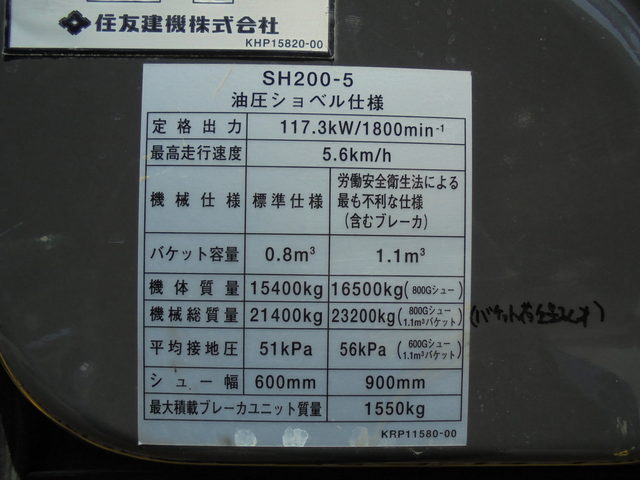 住友建機株式会社
KHP15820-00
SH200-5
油圧ショベル仕様
定格出力 117.3kW/1800min⁻¹
最高走行速度 5.6km/h
機械仕様 標準仕様 労働安全衛生法による
最も不利な仕様
(含むブレーカ)
バケット容量 0.8m³ 1.1m³
機体質量 15400kg 16500kg(800Gシュー)
機械総質量 21400kg 23200kg(800Gシュー
1.1m³バケット)
平均接地圧 51kPa 56kPa(600Gシュー
1.1m³バケット)
シュー幅 600mm 900mm
最大積載ブレーカユニット質量 1550kg
KRP11580-00